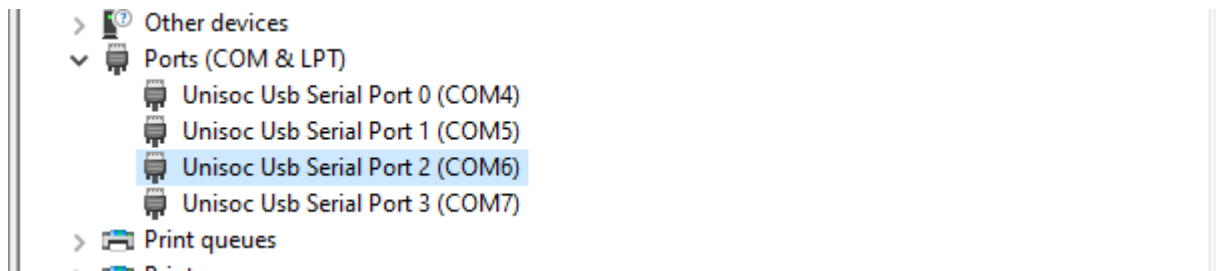 Other devices
Ports (COM & LPT)
Unisoc Usb Serial Port 0 (COM4)
Unisoc Usb Serial Port 1 (COM5)
Unisoc Usb Serial Port 2 (COM6)
Unisoc Usb Serial Port 3 (COM7)
Print queues